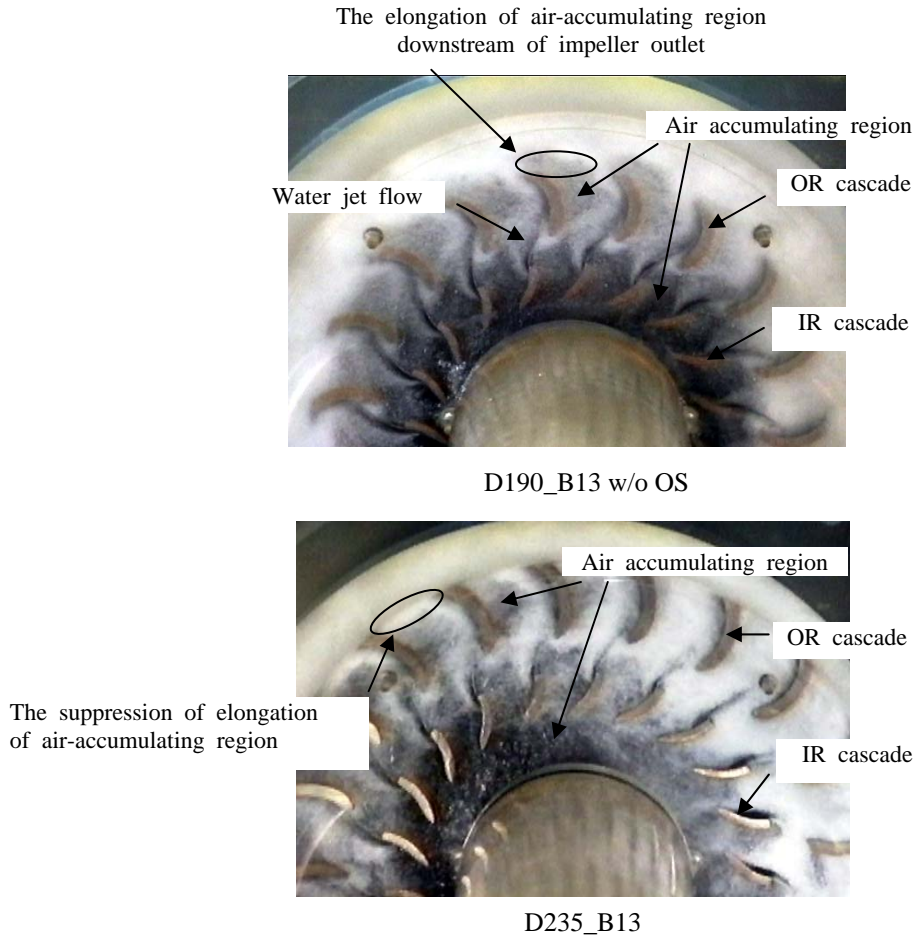 The elongation of air-accumulating region
downstream of impeller outlet
Air accumulating region
Water jet flow
OR cascade
IR cascade
D190_B13 w/o OS
Air accumulating region
OR cascade
The suppression of elongation
of air-accumulating region
IR cascade
D235_B13